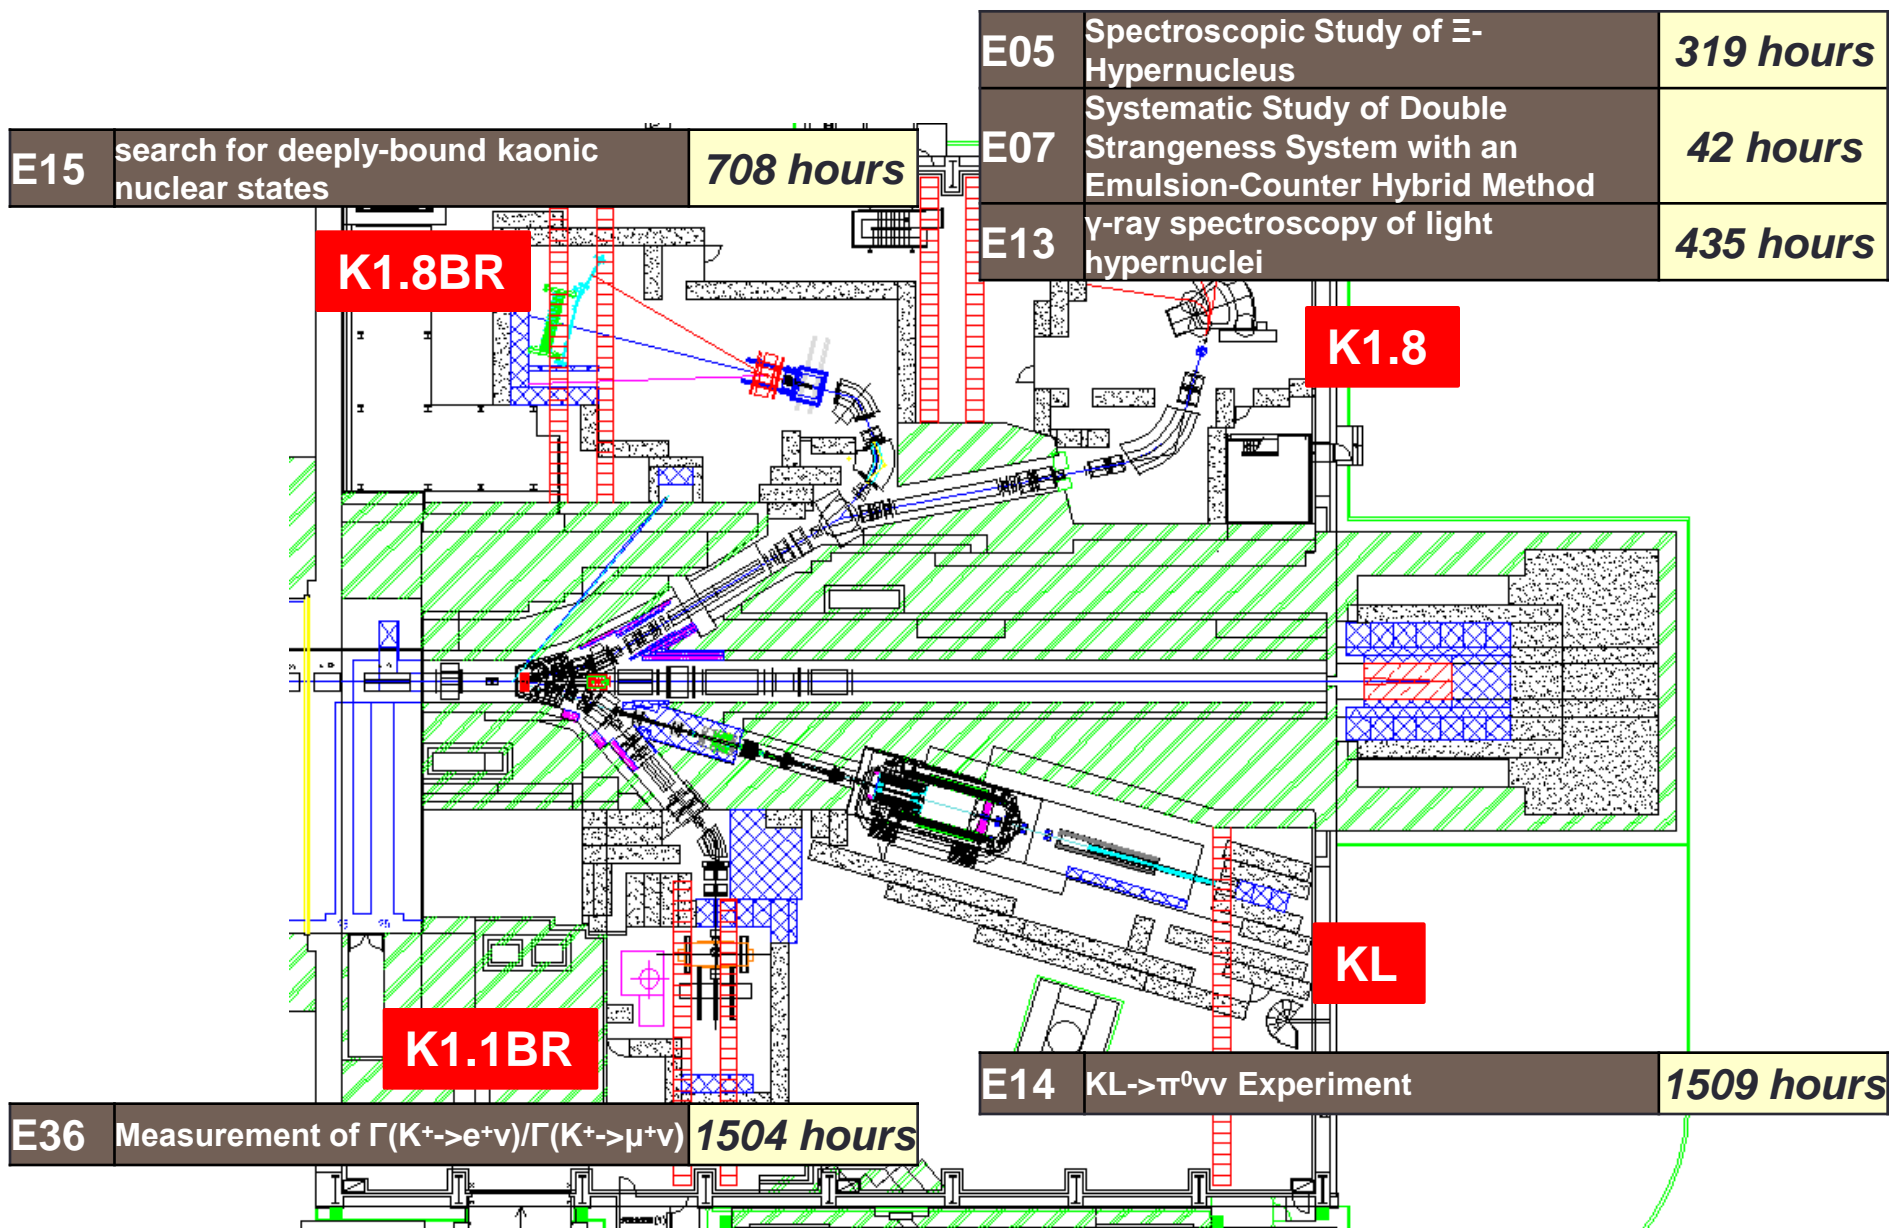 E05 Spectroscopic Study of Ξ-
Hypernucleus
319 hours
E07 Systematic Study of Double
Strangeness System with an
Emulsion-Counter Hybrid Method
42 hours
E13 γ-ray spectroscopy of light
hypernuclei
435 hours
E15 search for deeply-bound kaonic
nuclear states
708 hours
K1.8BR
K1.8
KL
K1.1BR
E14 KL->π⁰νν Experiment 1509 hours
E36 Measurement of Γ(K⁺->e⁺ν)/Γ(K⁺->μ⁺ν) 1504 hours